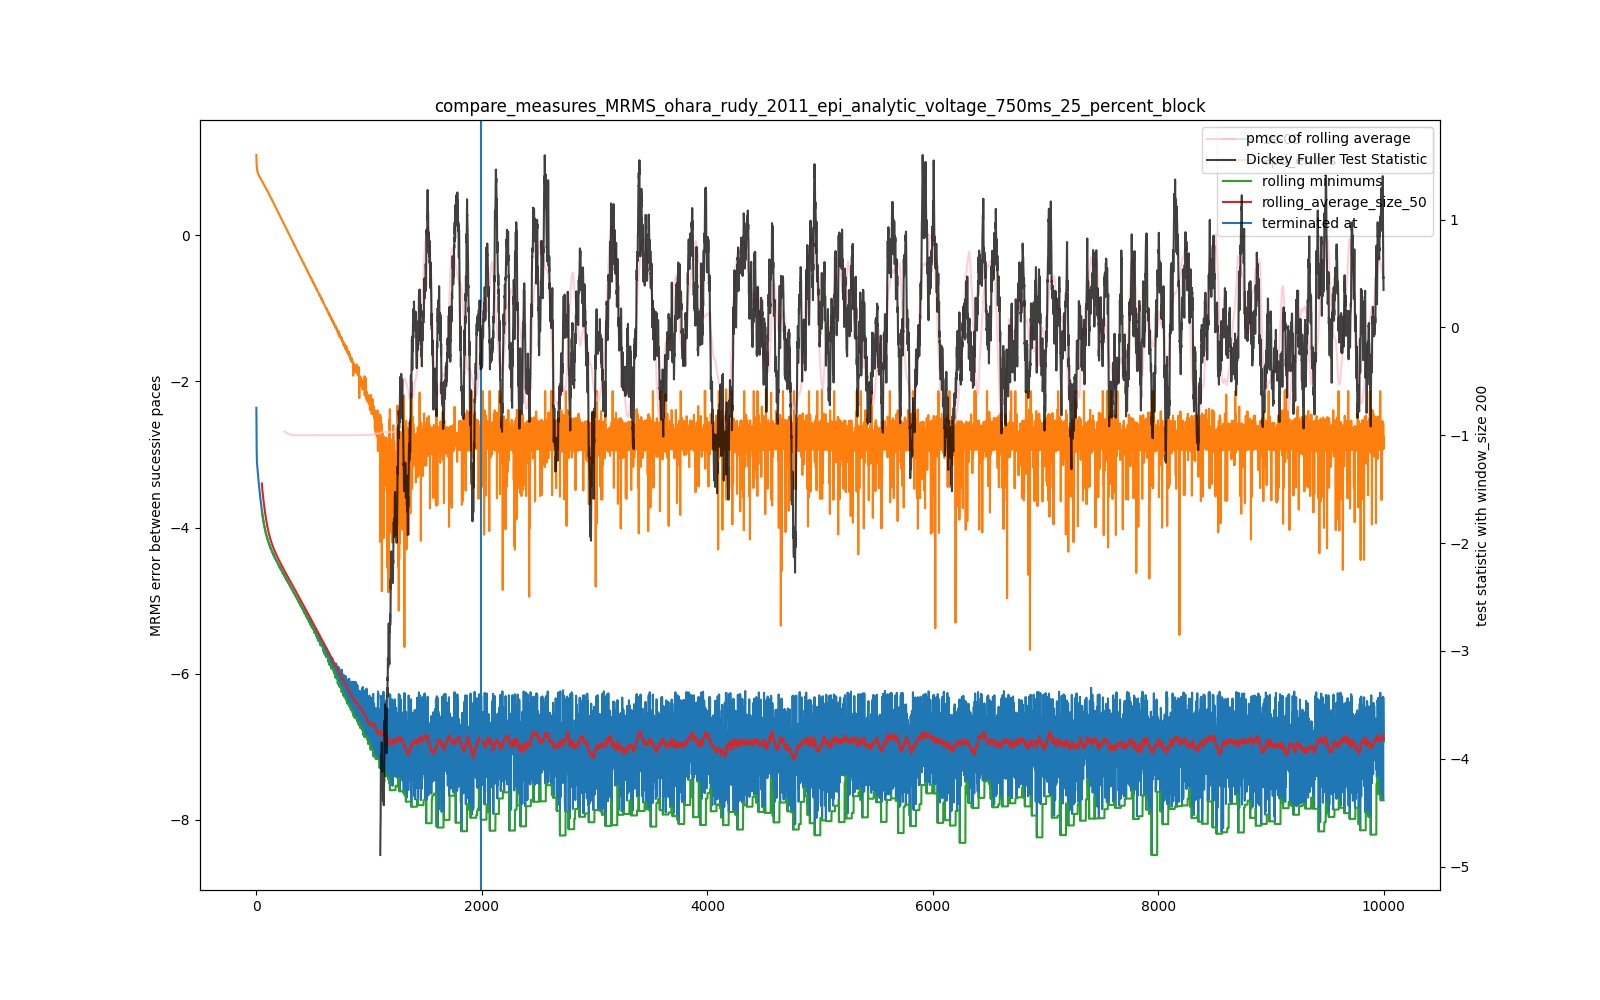 compare_measures_MRMS_ohara_rudy_2011_epi_analytic_voltage_750ms_25_percent_block
pmcc of rolling average
Dickey Fuller Test Statistic
rolling minimums
rolling_average_size_50
terminated at
MRMS error between sucessive paces
test statistic with window_size 200
0
−2
−4
−6
−8
1
0
−1
−2
−3
−4
−5
0
2000
4000
6000
8000
10000